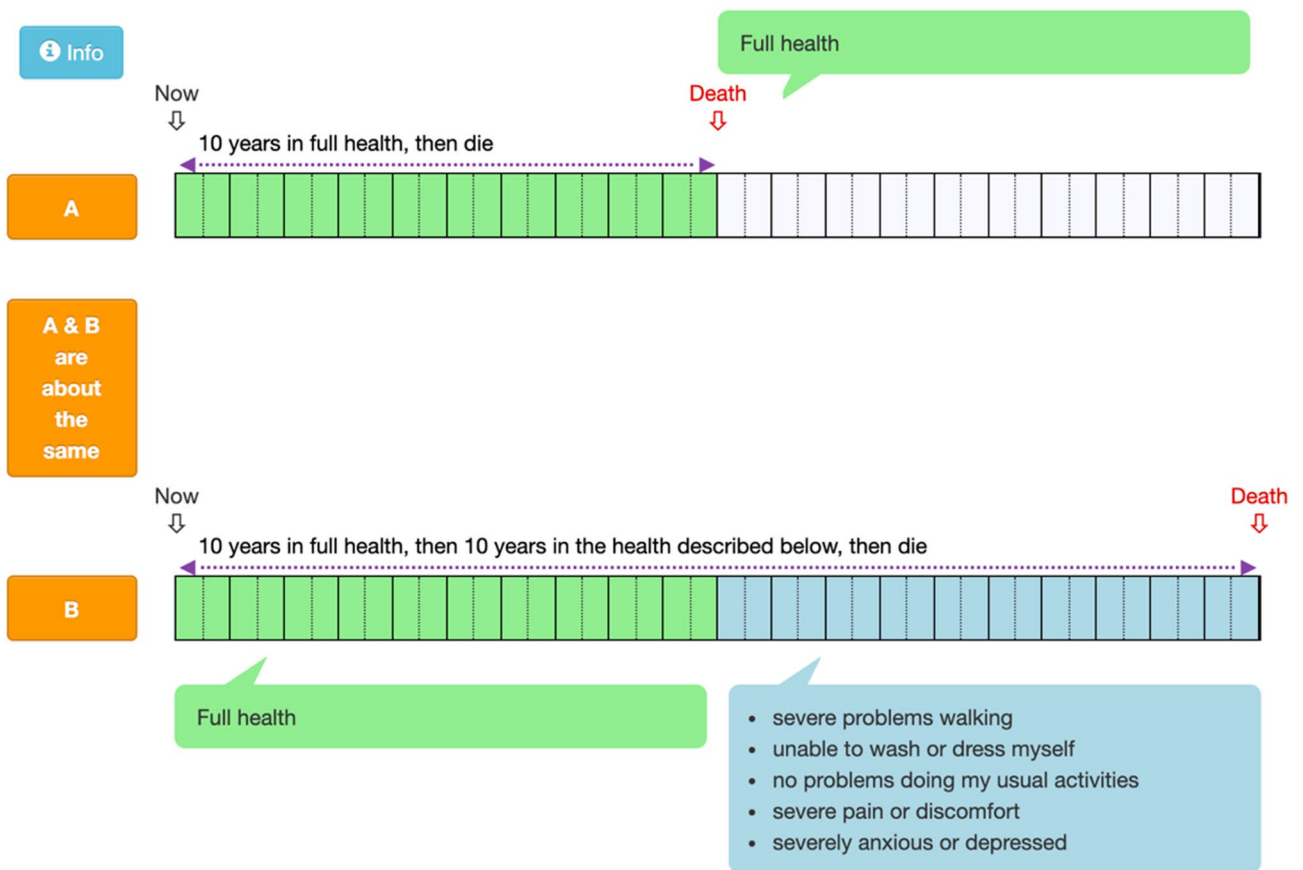 Info
Full health
Now
Death
10 years in full health, then die
A
A & B
are
about
the
same
Now
Death
10 years in full health, then 10 years in the health described below, then die
B
Full health
• severe problems walking
• unable to wash or dress myself
• no problems doing my usual activities
• severe pain or discomfort
• severely anxious or depressed